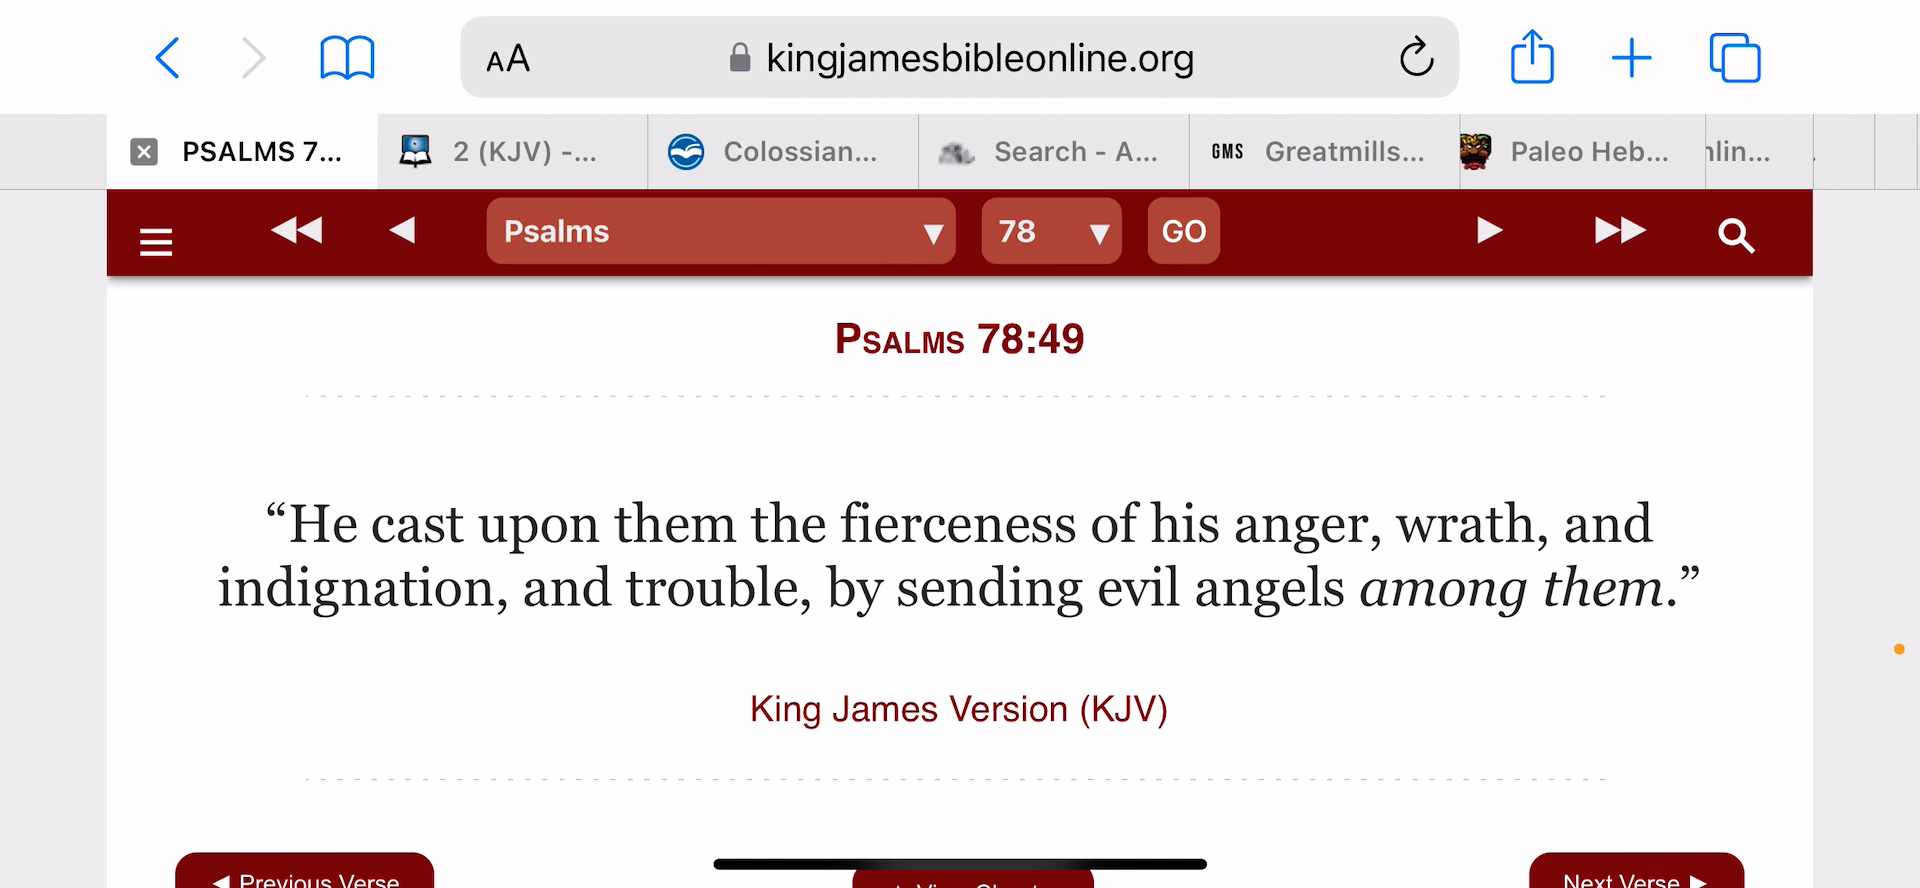 AA kingjamesbibleonline.org
PSALMS 7... 2 (KJV) -... Colossian... Search - A... GMS Greatmills... Paleo Heb... nlin...
Psalms ▼ 78 ▼ GO
PSALMS 78:49
“He cast upon them the fierceness of his anger, wrath, and
indignation, and trouble, by sending evil angels among them.”
King James Version (KJV)
◄ Previous Verse Next Verse ►